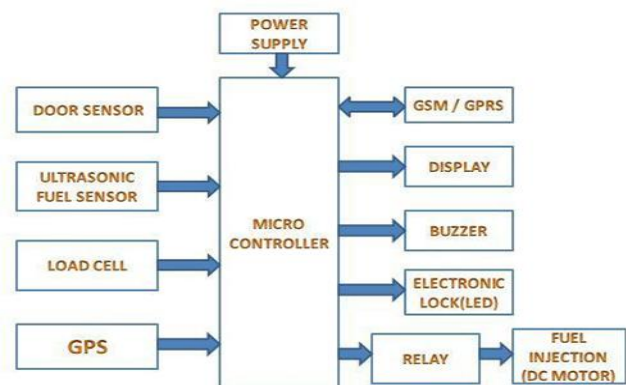 POWER
SUPPLY
DOOR SENSOR
ULTRASONIC
FUEL SENSOR
LOAD CELL
GPS
MICRO
CONTROLLER
GSM / GPRS
DISPLAY
BUZZER
ELECTRONIC
LOCK(LED)
RELAY
FUEL
INJECTION
(DC MOTOR)